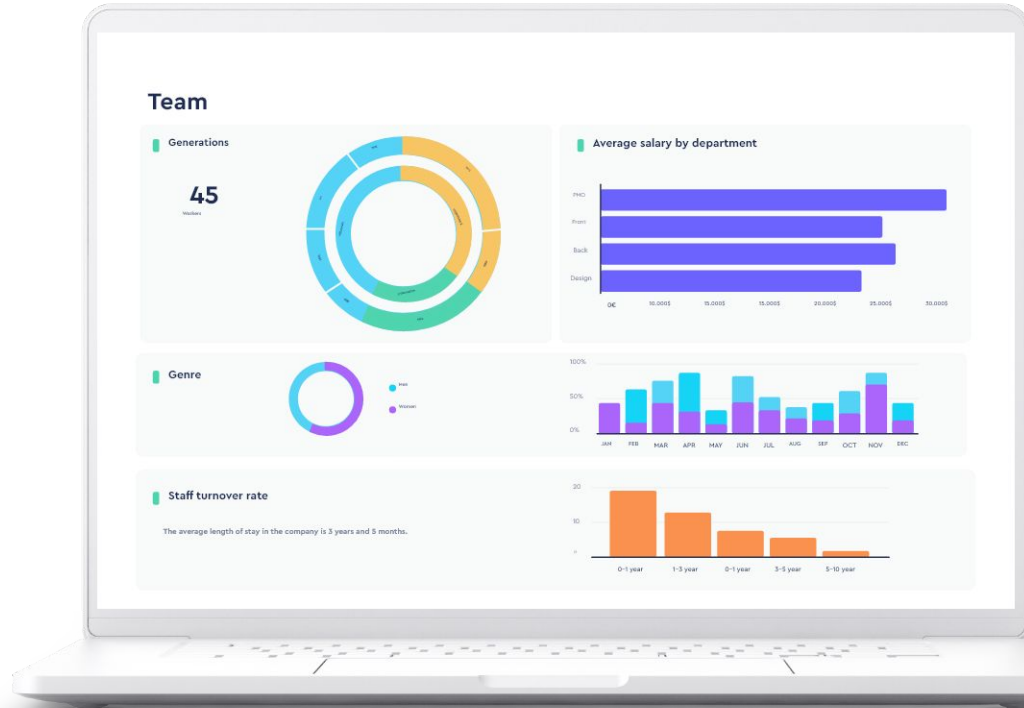 Team
Generations
45
Workers
Average salary by department
PMO
Front
Back
Design
0€ 10.000$ 15.000$ 15.000$ 20.000$ 25.000$ 30.000$
Genre
Men
Women
100%
50%
0%
JAN FEB MAR APR MAY JUN JUL AUG SEP OCT NOV DEC
Staff turnover rate
The average length of stay in the company is 3 years and 5 months.
20
10
0-1 year 1-3 year 0-1 year 3-5 year 5-10 year